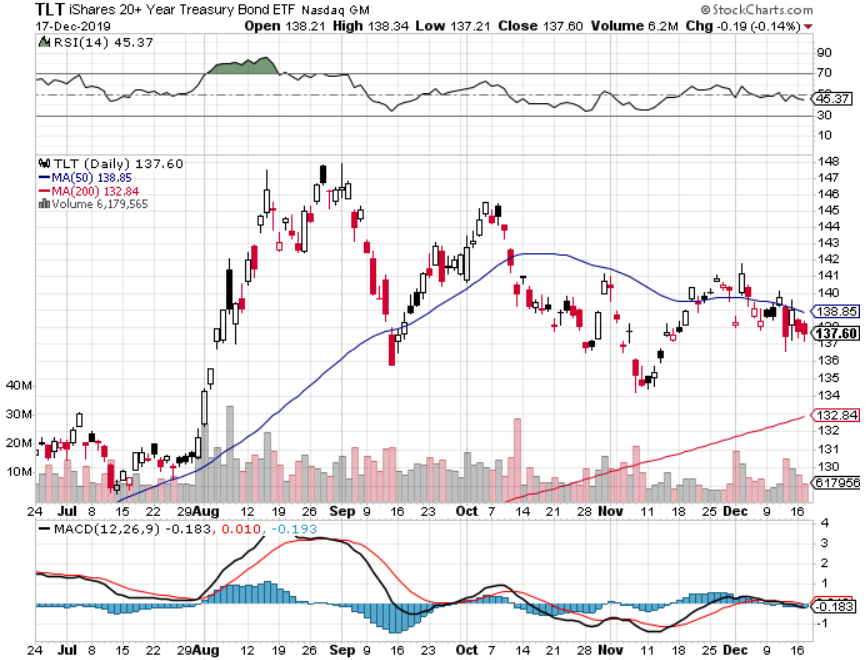 TLT iShares 20+ Year Treasury Bond ETF Nasdaq GM © StockCharts.com
17-Dec-2019 Open 138.21 High 138.34 Low 137.21 Close 137.60 Volume 6.2M Chg -0.19 (-0.14%)
RSI(14) 45.37
90
70
45.37
30
10
TLT (Daily) 137.60
MA(50) 138.85
MA(200) 132.84
Volume 6,179,565
148
147
146
145
144
143
142
141
140
138.85
137.60
137
136
135
134
132.84
132
131
130
617956
40M
30M
20M
10M
24 Jul 8 15 22 29 Aug 12 19 26 Sep 9 16 23 Oct 7 14 21 28 Nov 11 18 25 Dec 9 16
MACD(12,26,9) -0.183, 0.010, -0.193
4
3
2
1
-0.183
-1
24 Jul 8 15 22 29 Aug 12 19 26 Sep 9 16 23 Oct 7 14 21 28 Nov 11 18 25 Dec 9 16